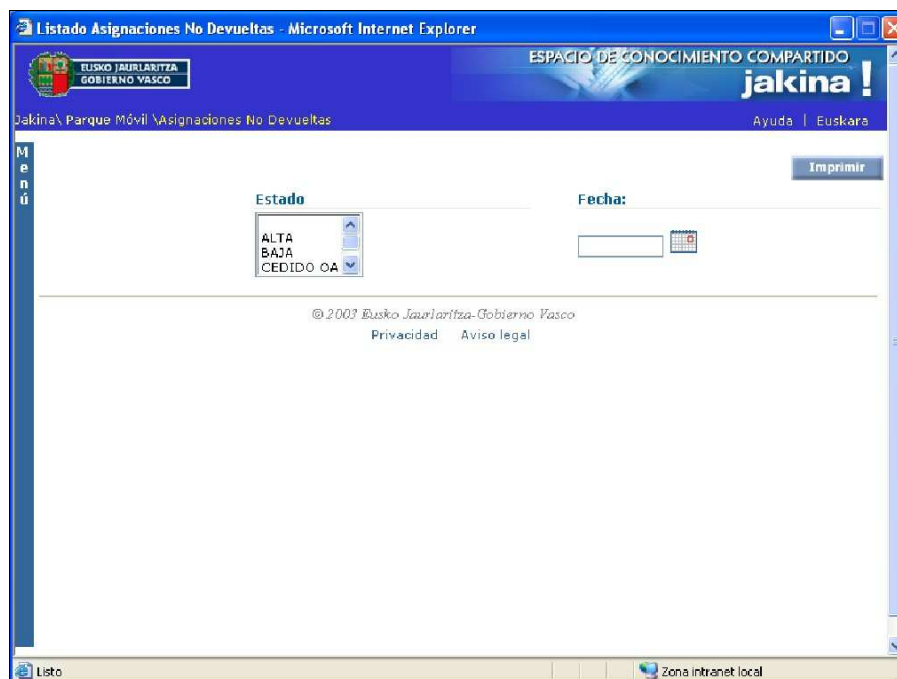 Listado Asignaciones No Devueltas - Microsoft Internet Explorer
EUSKO JAURLARITZA
GOBIERNO VASCO
ESPACIO DE CONOCIMIENTO COMPARTIDO
jakina !
Jakina\ Parque Móvil \Asignaciones No Devueltas
Ayuda | Euskara
Menú
Imprimir
Estado
Fecha:
ALTA
BAJA
CEDIDO OA
© 2003 Eusko Jaurlaritza-Gobierno Vasco
Privacidad Aviso legal
Listo
Zona intranet local